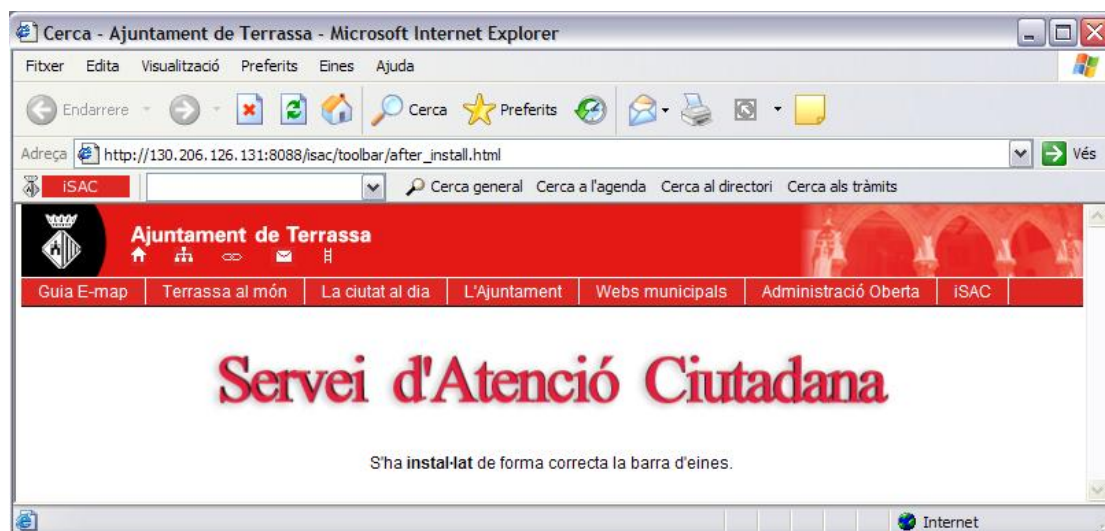 Cerca - Ajuntament de Terrassa - Microsoft Internet Explorer
Fitxer Edita Visualització Preferits Eines Ajuda
Endarrere Cerca Preferits
Adreça http://130.206.126.131:8088/isac/toolbar/after_install.html Vés
iSAC Cerca general Cerca a l'agenda Cerca al directori Cerca als tràmits
Ajuntament de Terrassa
Guia E-map Terrassa al món La ciutat al dia L'Ajuntament Webs municipals Administració Oberta iSAC
Servei d'Atenció Ciutadana
S'ha instal·lat de forma correcta la barra d'eines.
Internet